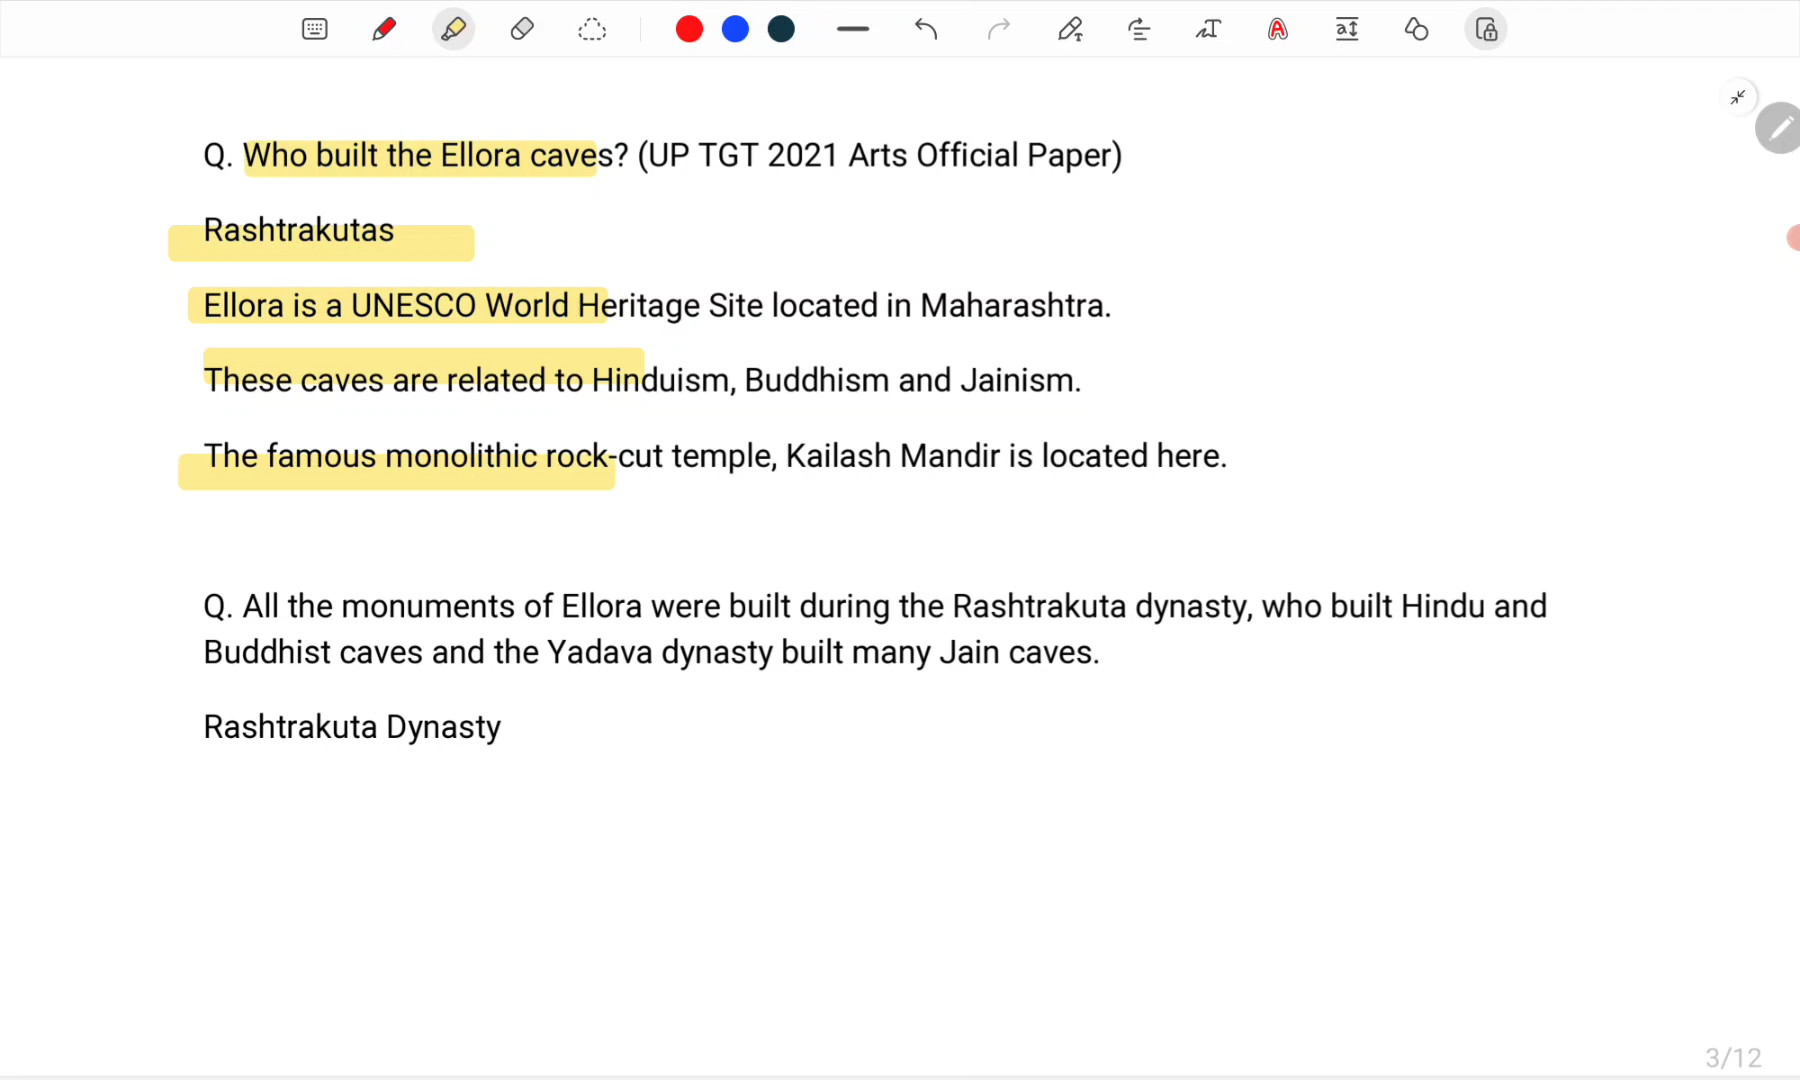 Q. Who built the Ellora caves? (UP TGT 2021 Arts Official Paper)
Rashtrakutas
Ellora is a UNESCO World Heritage Site located in Maharashtra.
These caves are related to Hinduism, Buddhism and Jainism.
The famous monolithic rock-cut temple, Kailash Mandir is located here.
Q. All the monuments of Ellora were built during the Rashtrakuta dynasty, who built Hindu and
Buddhist caves and the Yadava dynasty built many Jain caves.
Rashtrakuta Dynasty
3/12